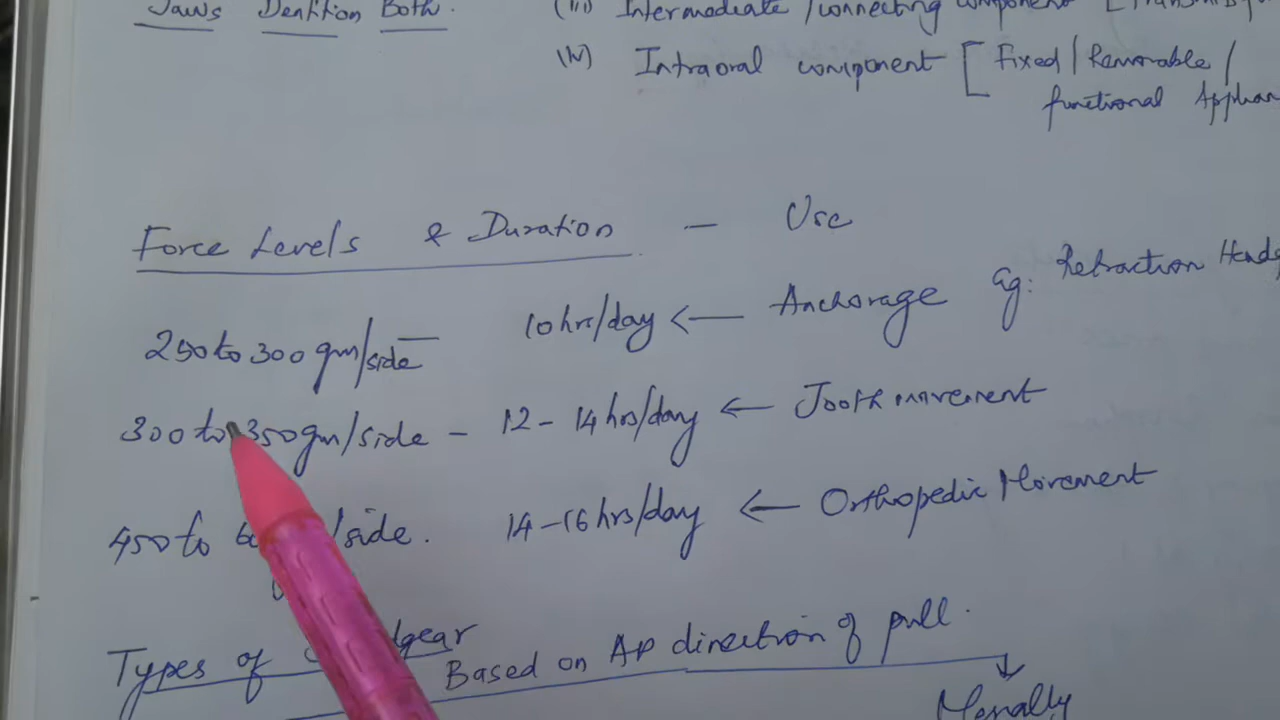 Jaws Dentition Both.
(iii) Intermediate / connecting component [
(iv) Intraoral component [ Fixed / Removable /
functional
Force Levels & Duration — Use
250 to 300 gm/side — 10 hrs/day ← Anchorage eg: Retraction
300 to 350 gm/side — 12 - 14 hrs/day ← Tooth movement
450 to /side. 14 - 16 hrs/day ← Orthopedic Movement
Types of
Based on AP direction of pull.